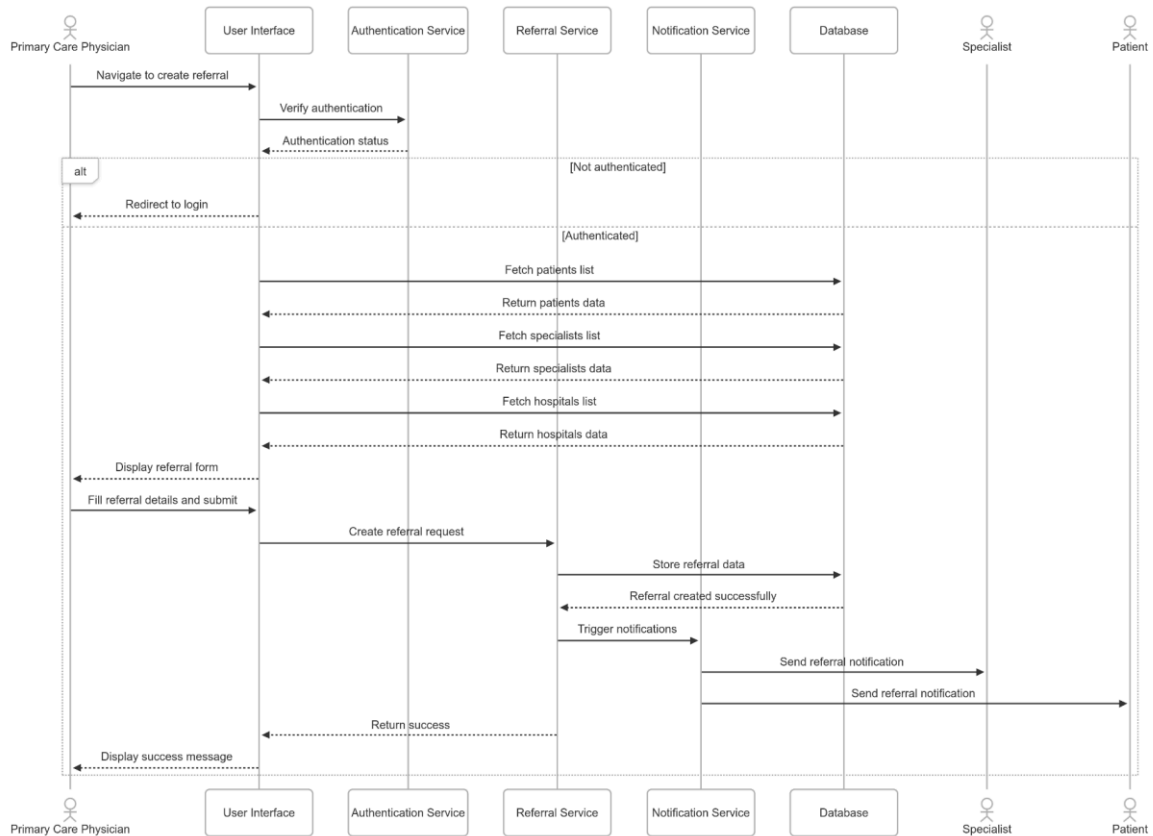 Primary Care Physician
User Interface
Authentication Service
Referral Service
Notification Service
Database
Specialist
Patient
Navigate to create referral
Verify authentication
Authentication status
alt
[Not authenticated]
Redirect to login
[Authenticated]
Fetch patients list
Return patients data
Fetch specialists list
Return specialists data
Fetch hospitals list
Return hospitals data
Display referral form
Fill referral details and submit
Create referral request
Store referral data
Referral created successfully
Trigger notifications
Send referral notification
Send referral notification
Return success
Display success message
Primary Care Physician
User Interface
Authentication Service
Referral Service
Notification Service
Database
Specialist
Patient